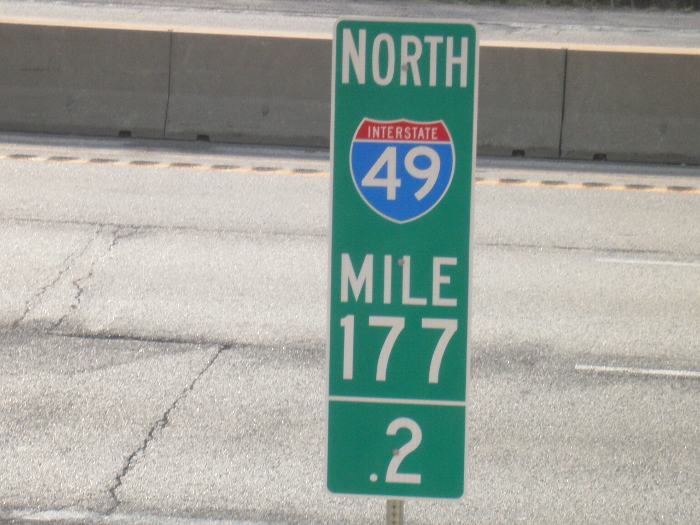 NORTH
INTERSTATE
49
MILE
177
.2